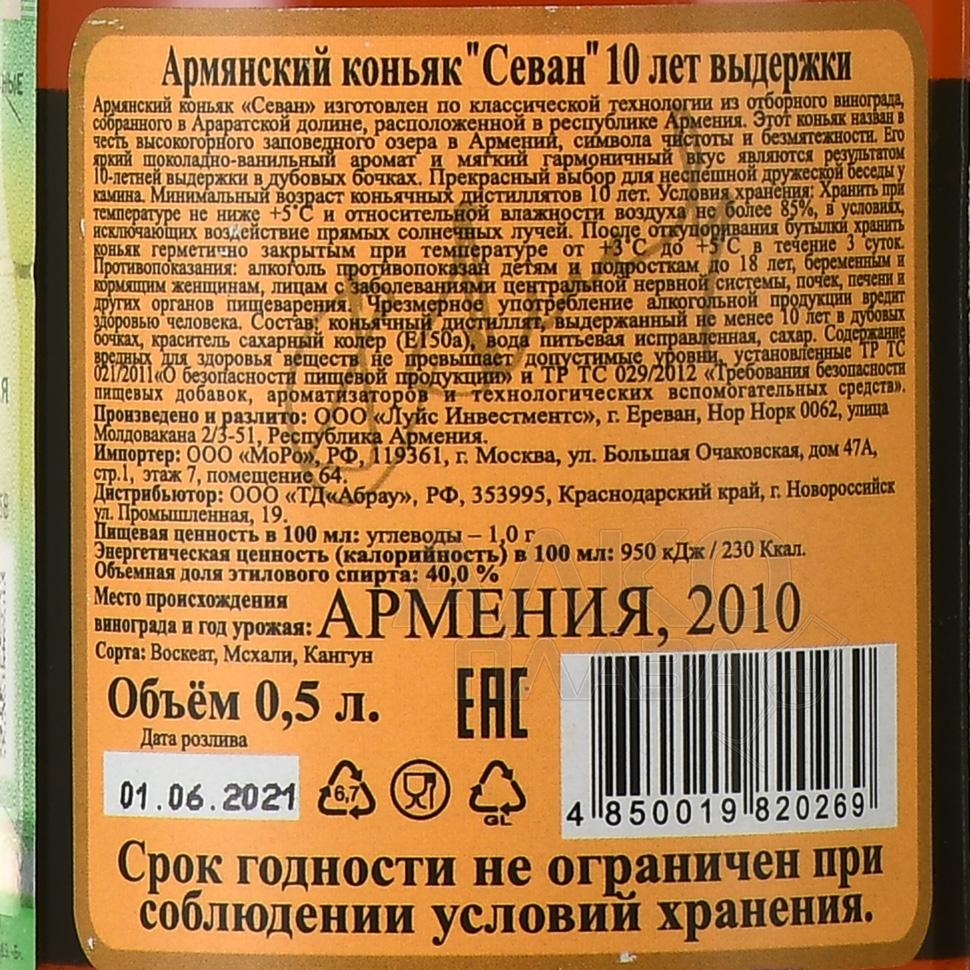 Армянский коньяк "Севан" 10 лет выдержки
Армянский коньяк «Севан» изготовлен по классической технологии из отборного винограда,
собранного в Араратской долине, расположенной в республике Армения. Этот коньяк назван в
честь высокогорного заповедного озера в Армений, символа чистоты и безмятежности. Его
яркий шоколадно-ванильный аромат и мягкий гармоничный вкус являются результатом
10-летней выдержки в дубовых бочках. Прекрасный выбор для неспешной дружеской беседы у
камина. Минимальный возраст коньячных дистиллятов 10 лет. Условия хранения: Хранить при
температуре не ниже +5°С и относительной влажности воздуха не более 85%, в условиях,
исключающих воздействие прямых солнечных лучей. После откупоривания бутылки хранить
коньяк герметично закрытым при температуре от +3°С до +5°С в течение 3 суток.
Противопоказания: алкоголь противопоказан детям и подросткам до 18 лет, беременным и
кормящим женщинам, лицам с заболеваниями центральной нервной системы, почек, печени и
других органов пищеварения. Чрезмерное употребление алкогольной продукции вредит
здоровью человека. Состав: коньячный дистиллят, выдержанный не менее 10 лет в дубовых
бочках, краситель сахарный колер (Е150а), вода питьевая исправленная, сахар. Содержание
вредных для здоровья веществ не превышает допустимые уровни, установленные ТР ТС
021/2011«О безопасности пищевой продукции» и ТР ТС 029/2012 «Требования безопасности
пищевых добавок, ароматизаторов и технологических вспомогательных средств».
Произведено и разлито: ООО «Луйс Инвестментс», г. Ереван, Нор Норк 0062, улица
Молдовакана 2/3-51, Республика Армения.
Импортер: ООО «МоРо», РФ, 119361, г. Москва, ул. Большая Очаковская, дом 47А,
стр.1, этаж 7, помещение 64.
Дистрибьютор: ООО «ТД«Абрау», РФ, 353995, Краснодарский край, г. Новороссийск
ул. Промышленная, 19.
Пищевая ценность в 100 мл: углеводы – 1,0 г
Энергетическая ценность (калорийность) в 100 мл: 950 кДж / 230 Ккал.
Объемная доля этилового спирта: 40,0 %
Место происхождения
винограда и год урожая: АРМЕНИЯ, 2010
Сорта: Воскеат, Мсхали, Кангун
Объём 0,5 л.
EAC
Дата розлива
01.06.2021
6,7
GL
4 850019 820269
Срок годности не ограничен при
соблюдении условий хранения.
АЛКО
ПЛАЗА